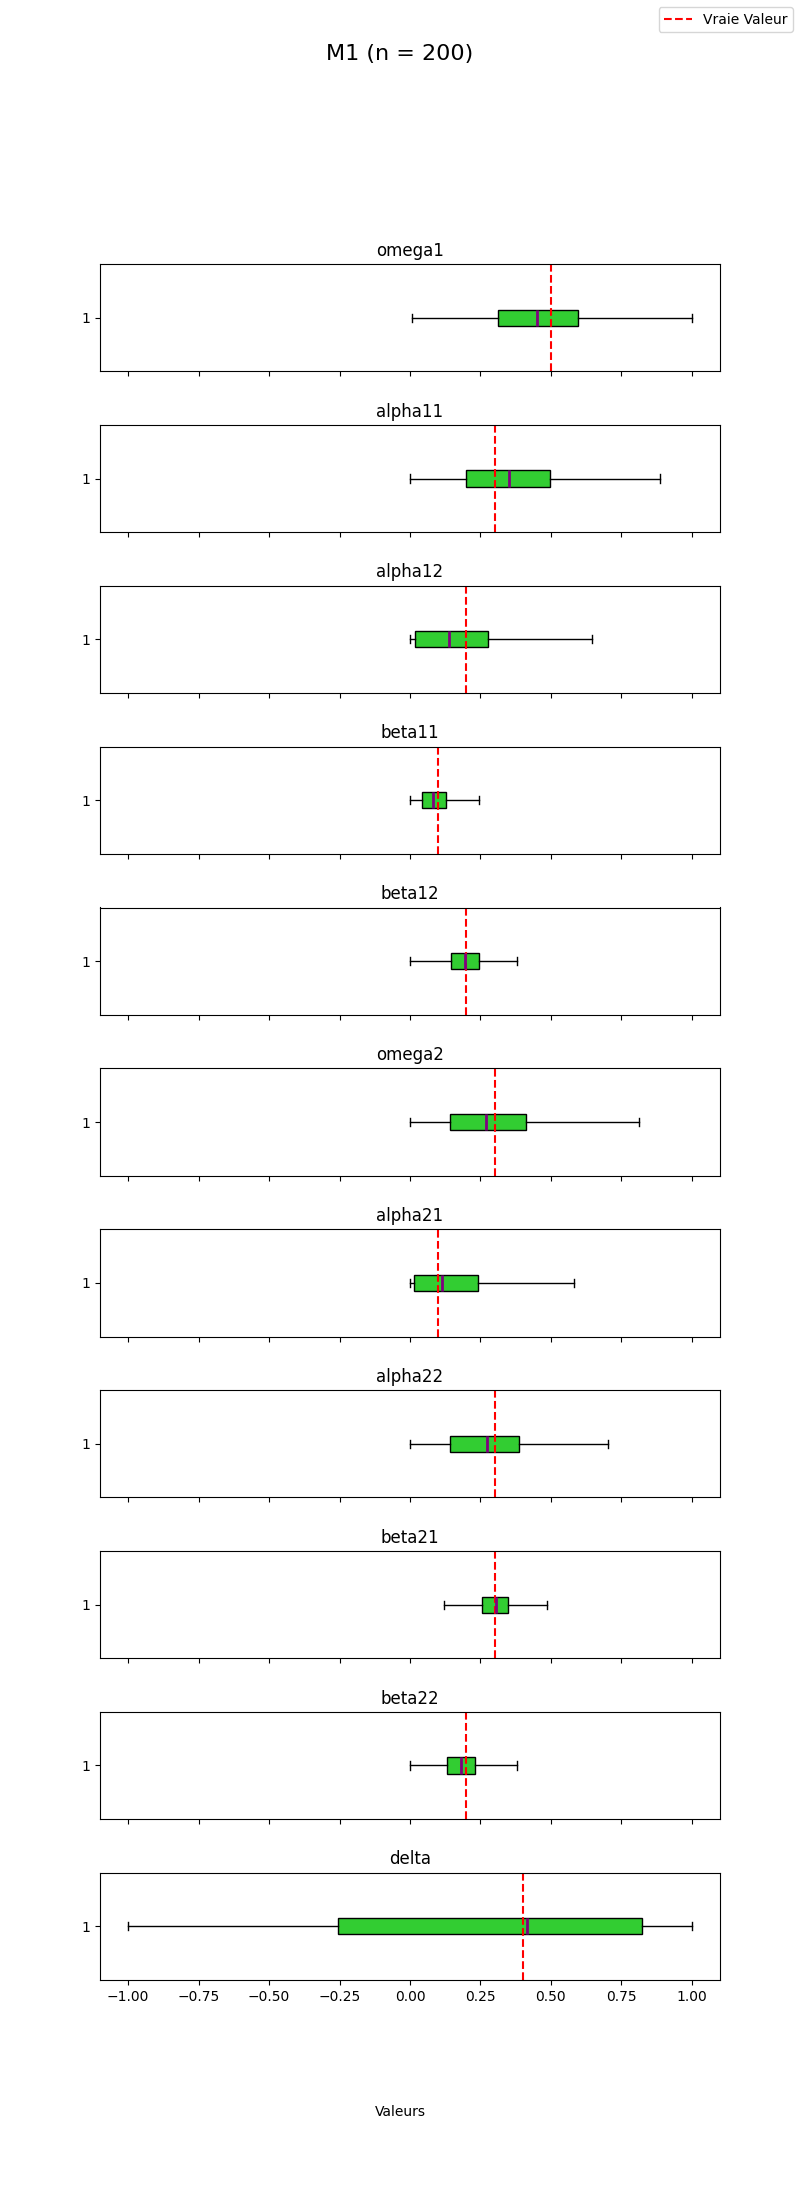 Vraie Valeur
M1 (n = 200)
omega1
1
alpha11
1
alpha12
1
beta11
1
beta12
1
omega2
1
alpha21
1
alpha22
1
beta21
1
beta22
1
delta
1
−1.00 −0.75 −0.50 −0.25 0.00 0.25 0.50 0.75 1.00
Valeurs